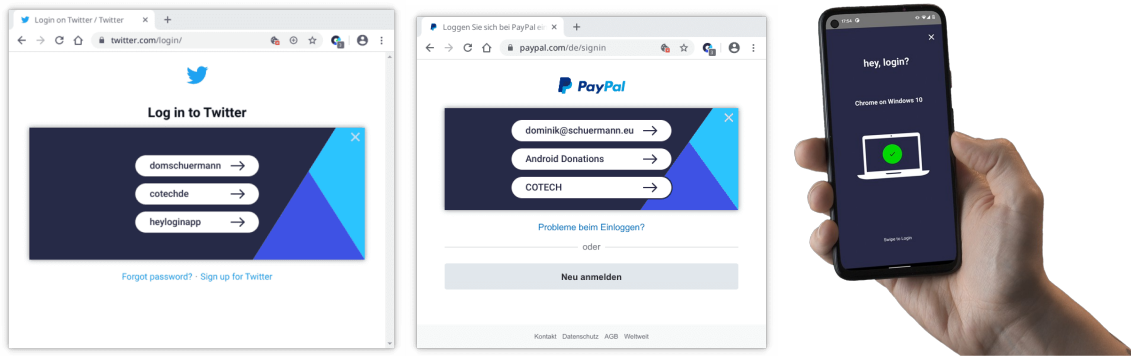 Login on Twitter / Twitter
twitter.com/login/
Log in to Twitter
domschuermann
cotechde
heyloginapp
Forgot password? · Sign up for Twitter
Loggen Sie sich bei PayPal ei
paypal.com/de/signin
PayPal
dominik@schuermann.eu
Android Donations
COTECH
Probleme beim Einloggen?
oder
Neu anmelden
Kontakt Datenschutz AGB Weltweit
17:54
hey, login?
Chrome on Windows 10
Swipe to Login